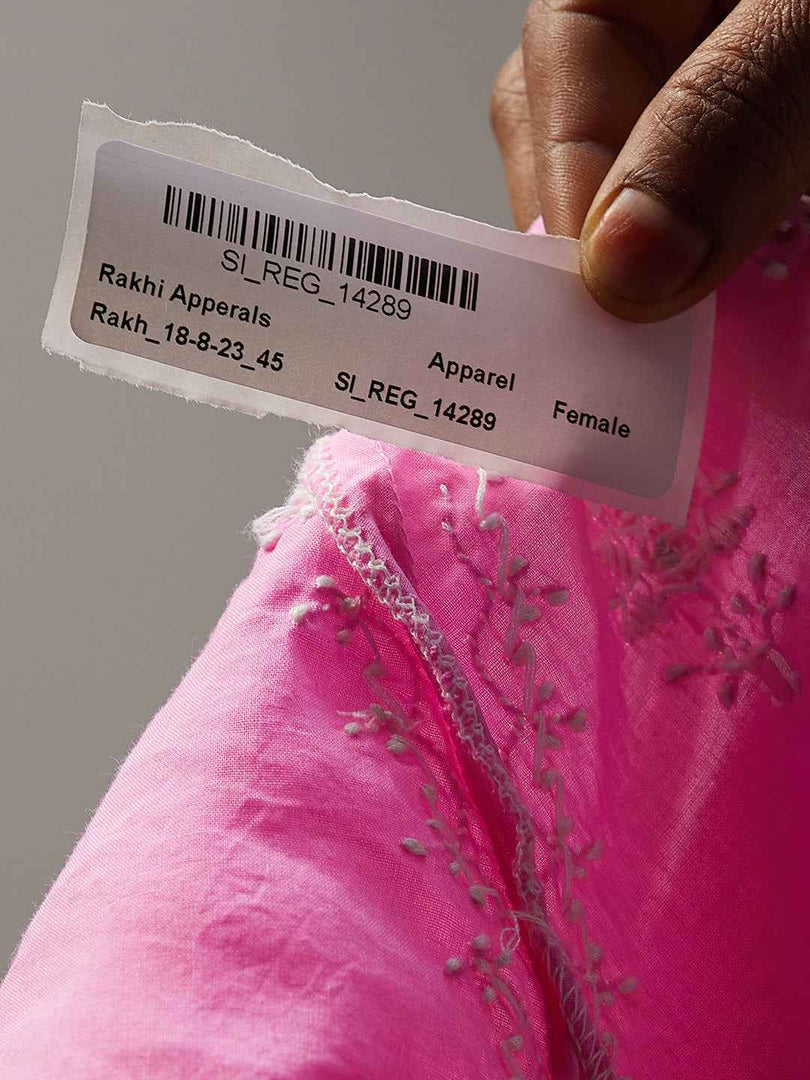 SI_REG_14289
Rakhi Apperals
Rakh_18-8-23_45
Apparel
SI_REG_14289
Female